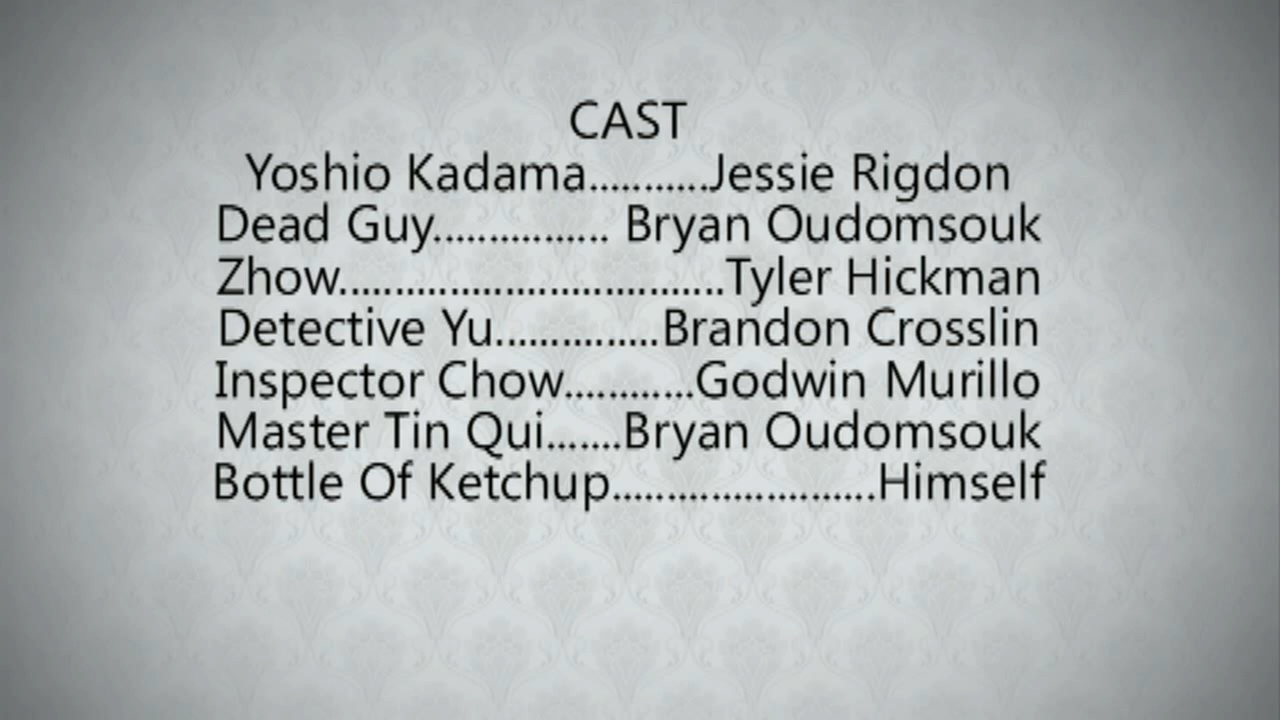 CAST
Yoshio Kadama...........Jessie Rigdon
Dead Guy................ Bryan Oudomsouk
Zhow...................................Tyler Hickman
Detective Yu...............Brandon Crosslin
Inspector Chow............Godwin Murillo
Master Tin Qui.......Bryan Oudomsouk
Bottle Of Ketchup........................Himself